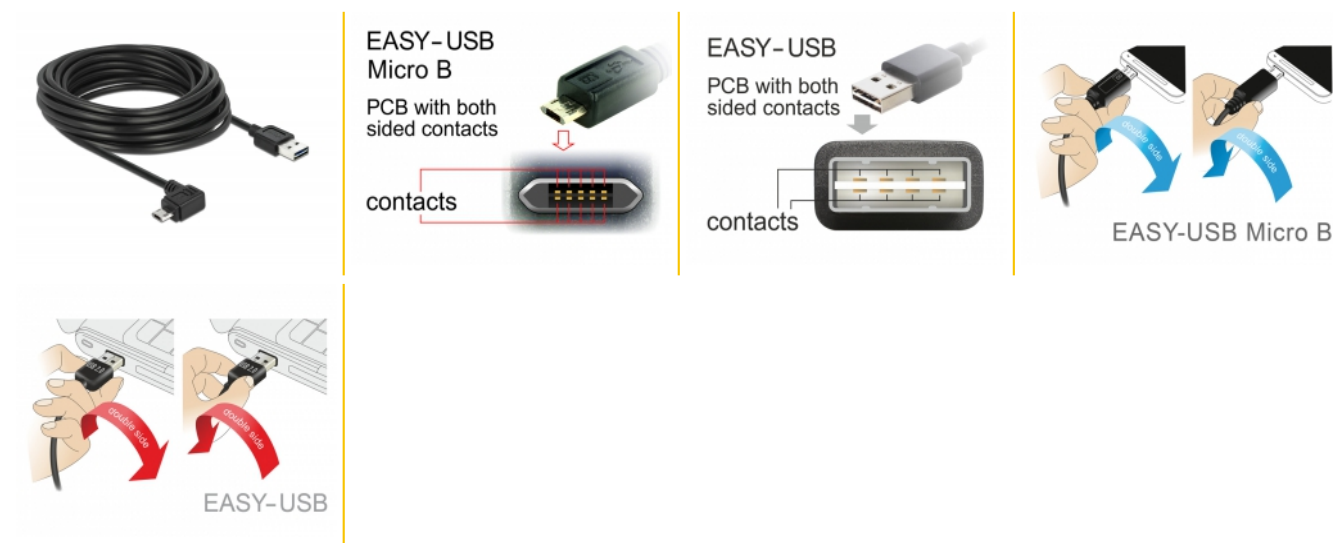 EASY-USB
Micro B
PCB with both
sided contacts
contacts
EASY-USB
PCB with both
sided contacts
contacts
double side
double side
EASY-USB Micro B
double side
double side
EASY-USB